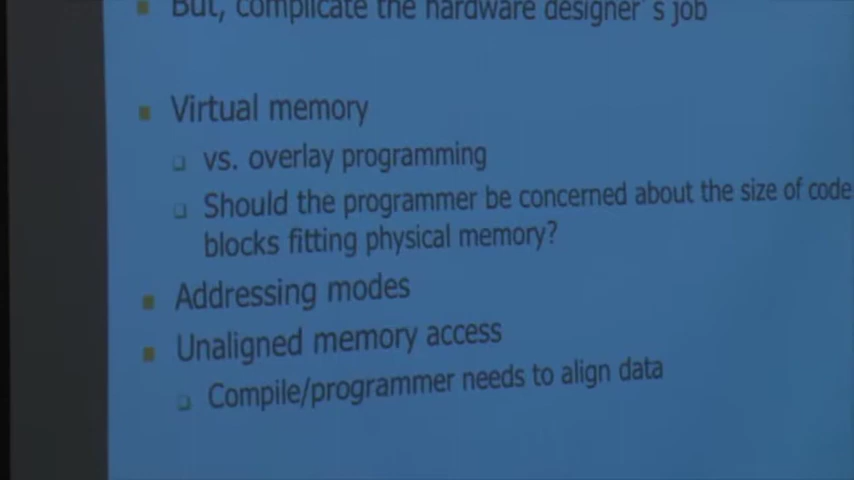 But, complicate the hardware designer's job
Virtual memory
vs. overlay programming
Should the programmer be concerned about the size of code
blocks fitting physical memory?
Addressing modes
Unaligned memory access
Compile/programmer needs to align data